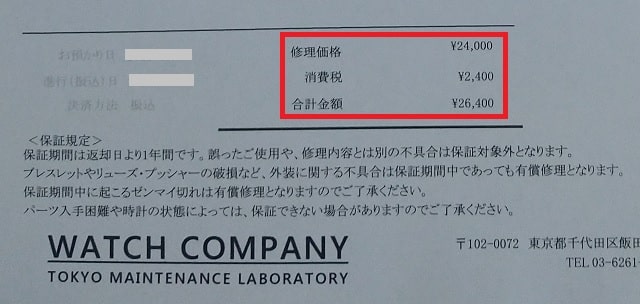 お預かり日
進行(振込)日
決済方法 振込
修理価格 ¥24,000
消費税 ¥2,400
合計金額 ¥26,400
<保証規定>
保証期間は返却日より1年間です。誤ったご使用や、修理内容とは別の不具合は保証対象外となります。
ブレスレットやリューズ・プッシャーの破損など、外装に関する不具合は保証期間中であっても有償修理となります。
保証期間中に起こるゼンマイ切れは有償修理となりますのでご了承ください。
パーツ入手困難や時計の状態によっては、保証できない場合がありますのでご了承ください。
WATCH COMPANY
TOKYO MAINTENANCE LABORATORY
〒102-0072 東京都千代田区飯田
TEL 03-6261-